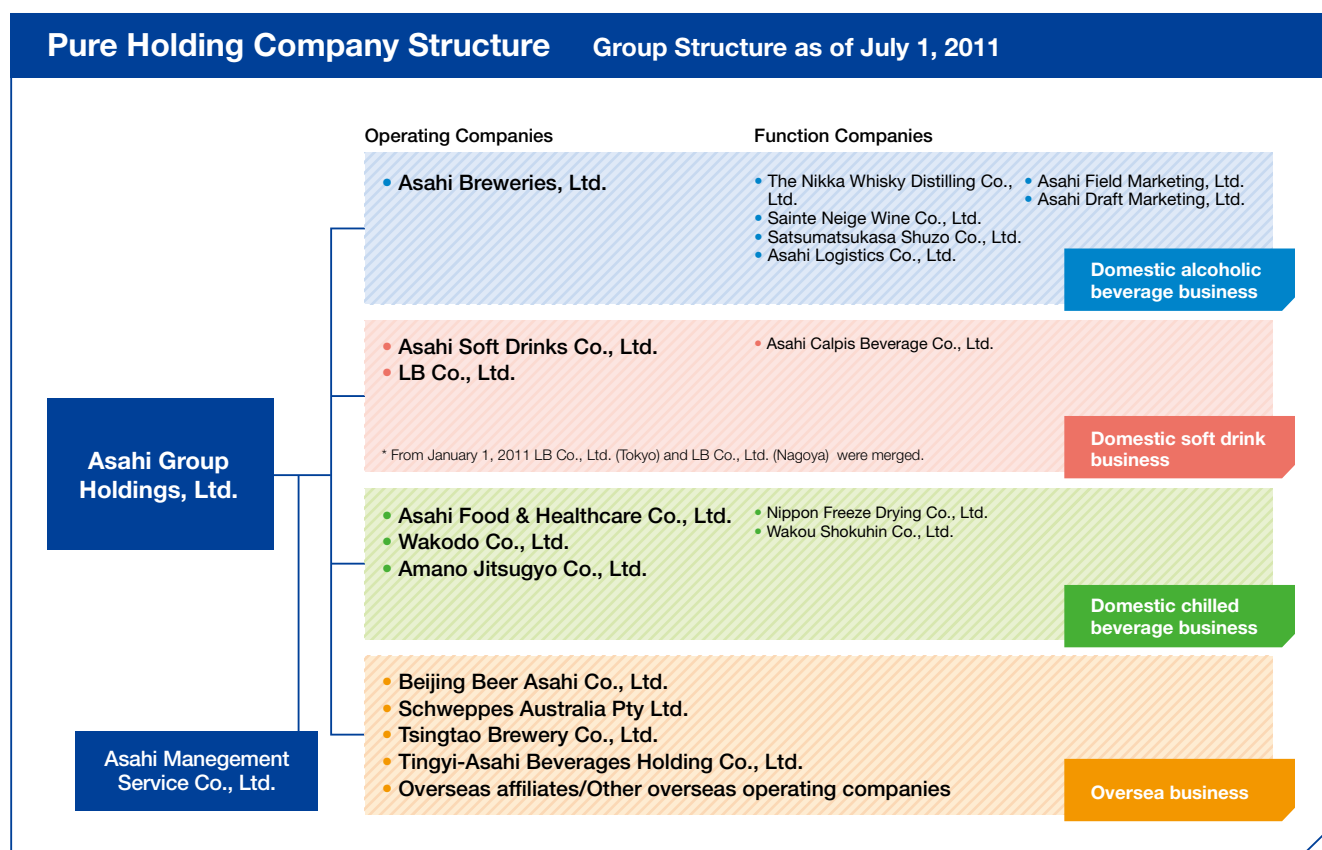 Pure Holding Company Structure Group Structure as of July 1, 2011
Operating Companies
Function Companies
• Asahi Breweries, Ltd.
• The Nikka Whisky Distilling Co.,
Ltd.
• Sainte Neige Wine Co., Ltd.
• Satsumatsukasa Shuzo Co., Ltd.
• Asahi Logistics Co., Ltd.
• Asahi Field Marketing, Ltd.
• Asahi Draft Marketing, Ltd.
Domestic alcoholic
beverage business
• Asahi Soft Drinks Co., Ltd.
• LB Co., Ltd.
• Asahi Calpis Beverage Co., Ltd.
* From January 1, 2011 LB Co., Ltd. (Tokyo) and LB Co., Ltd. (Nagoya) were merged.
Domestic soft drink
business
Asahi Group
Holdings, Ltd.
• Asahi Food & Healthcare Co., Ltd.
• Wakodo Co., Ltd.
• Amano Jitsugyo Co., Ltd.
• Nippon Freeze Drying Co., Ltd.
• Wakou Shokuhin Co., Ltd.
Domestic chilled
beverage business
• Beijing Beer Asahi Co., Ltd.
• Schweppes Australia Pty Ltd.
• Tsingtao Brewery Co., Ltd.
• Tingyi-Asahi Beverages Holding Co., Ltd.
• Overseas affiliates/Other overseas operating companies
Oversea business
Asahi Manegement
Service Co., Ltd.